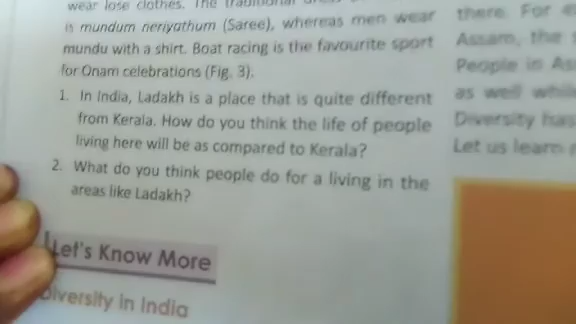 wear lose clothes. The traditional
is mundum neriyathum (Saree), whereas men wear
mundu with a shirt. Boat racing is the favourite sport
for Onam celebrations (Fig. 3).
1. In India, Ladakh is a place that is quite different
from Kerala. How do you think the life of people
living here will be as compared to Kerala?
2. What do you think people do for a living in the
areas like Ladakh?
Let's Know More
Diversity in India
there. For
Assam, the
People in As
as well while
Diversity has
Let us learn